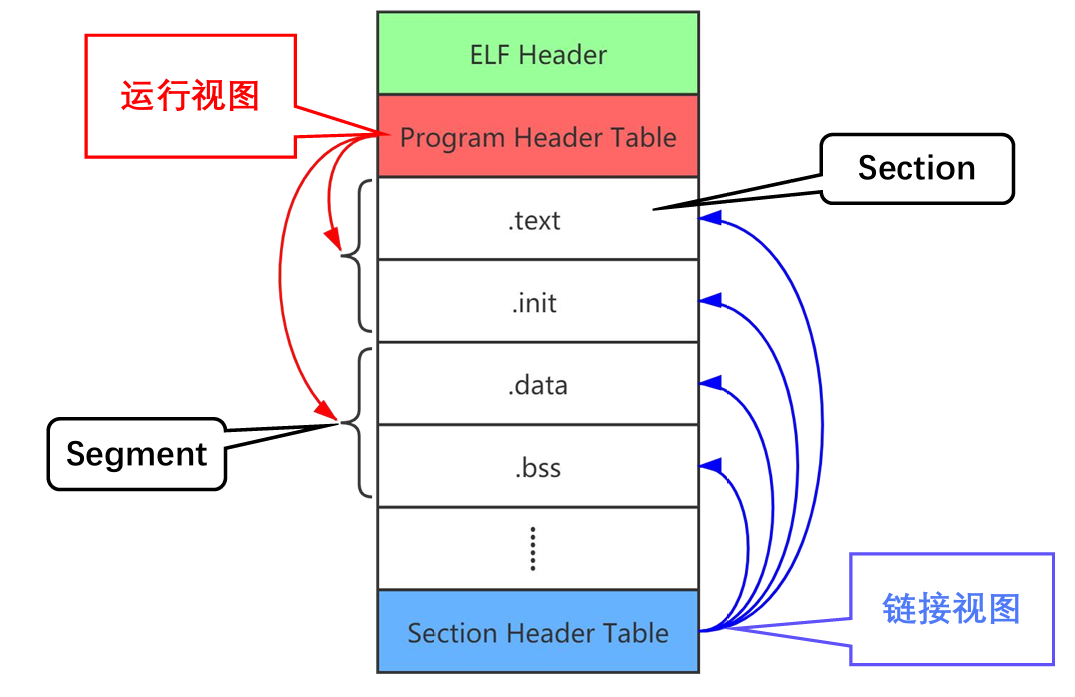 ELF Header
运行视图
Program Header Table
Section
.text
.init
.data
Segment
.bss
链接视图
Section Header Table